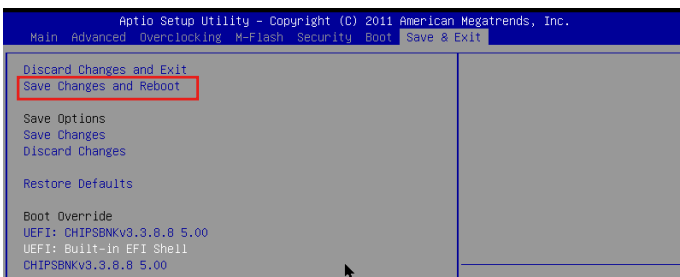 Aptio Setup Utility - Copyright (C) 2011 American Megatrends, Inc.
Main Advanced Overclocking M-Flash Security Boot Save & Exit
Discard Changes and Exit
Save Changes and Reboot
Save Options
Save Changes
Discard Changes
Restore Defaults
Boot Override
UEFI: CHIPSBNKv3.3.8.8 5.00
UEFI: Built-in EFI Shell
CHIPSBNKv3.3.8.8 5.00